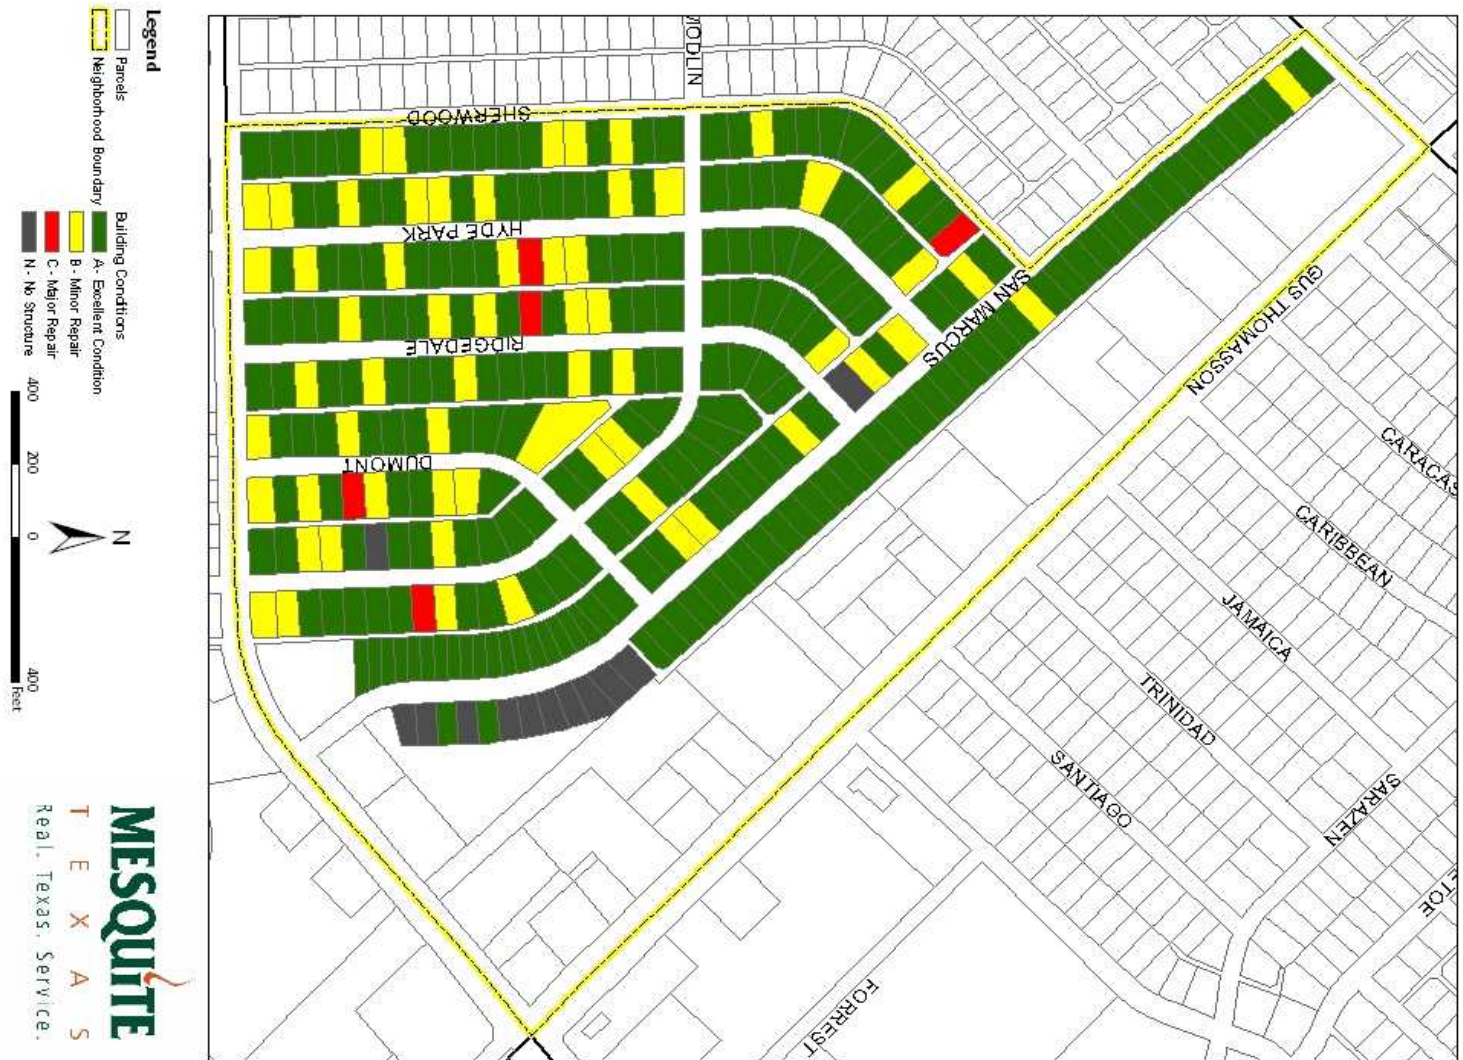 Legend
Parcels
Neighborhood Boundary
Building Conditions
A - Excellent Condition
B - Minor Repair
C - Major Repair
N - No Structure
400 200 0 400
Feet
N
MESQUITE
TEXAS
Real. Texas. Service.
MODLIN
SHERWOOD
HYDE PARK
RIDGEDALE
DUMONT
SAN MARCUS
GUS THOMASSON
CARACAS
CARIBBEAN
JAMAICA
TRINIDAD
SANTIAGO
SARAZEN
ETOE
FORREST